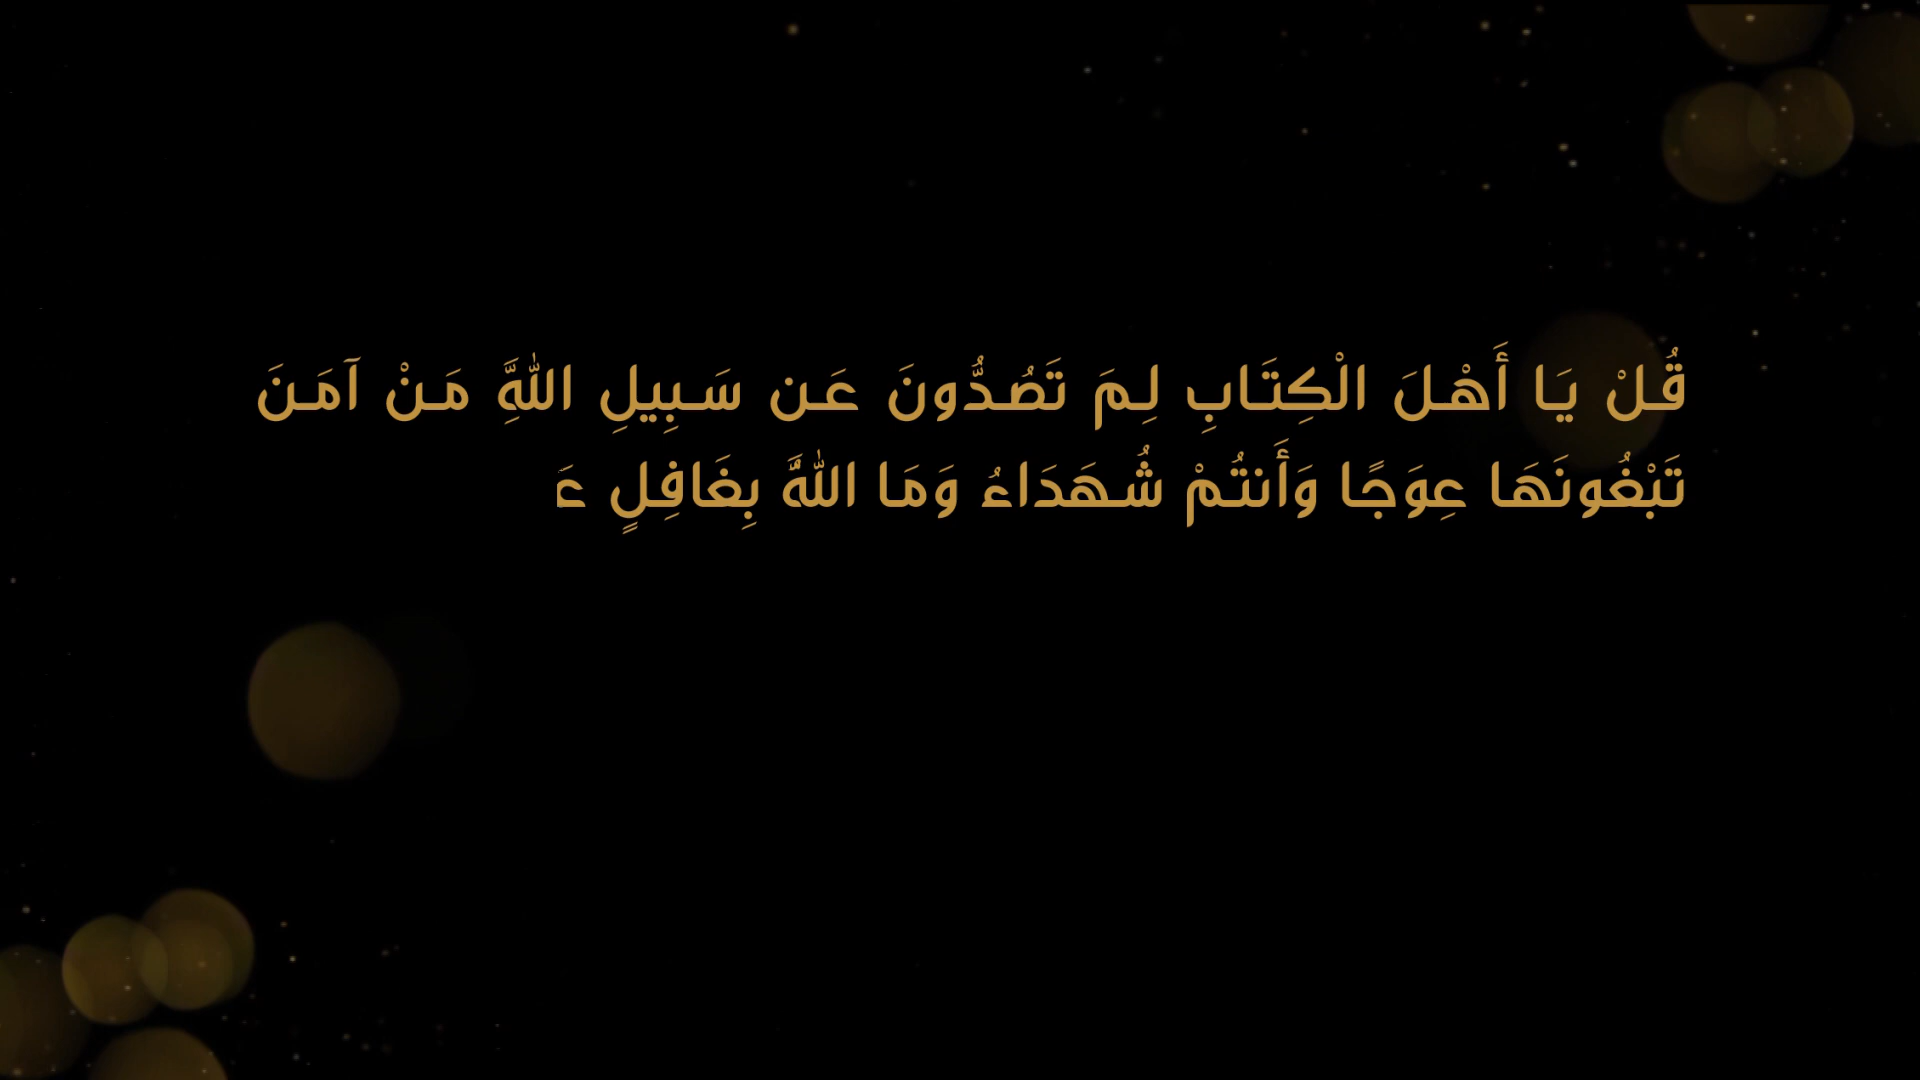 قُلْ يَا أَهْلَ الْكِتَابِ لِمَ تَصُدُّونَ عَن سَبِيلِ اللَّهِ مَنْ آمَنَ
تَبْغُونَهَا عِوَجًا وَأَنتُمْ شُهَدَاءُ وَمَا اللَّهُ بِغَافِلٍ عَ